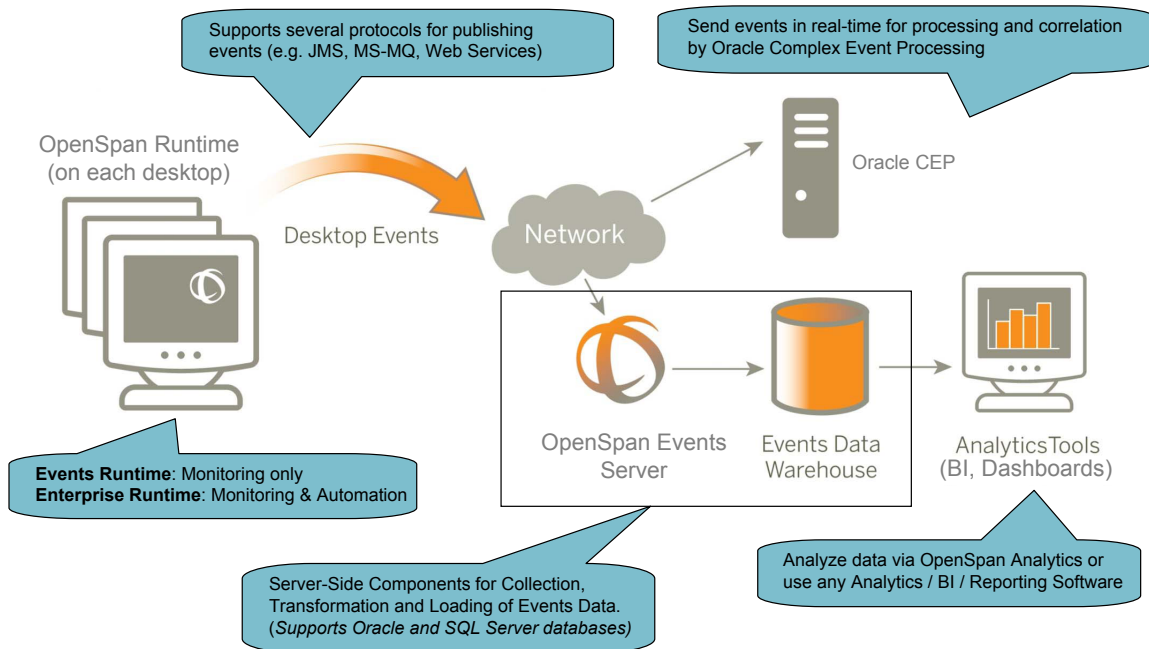 Supports several protocols for publishing
events (e.g. JMS, MS-MQ, Web Services)
Send events in real-time for processing and correlation
by Oracle Complex Event Processing
OpenSpan Runtime
(on each desktop)
Desktop Events
Network
Oracle CEP
OpenSpan Events
Server
Events Data
Warehouse
AnalyticsTools
(BI, Dashboards)
Events Runtime: Monitoring only
Enterprise Runtime: Monitoring & Automation
Server-Side Components for Collection,
Transformation and Loading of Events Data.
(Supports Oracle and SQL Server databases)
Analyze data via OpenSpan Analytics or
use any Analytics / BI / Reporting Software